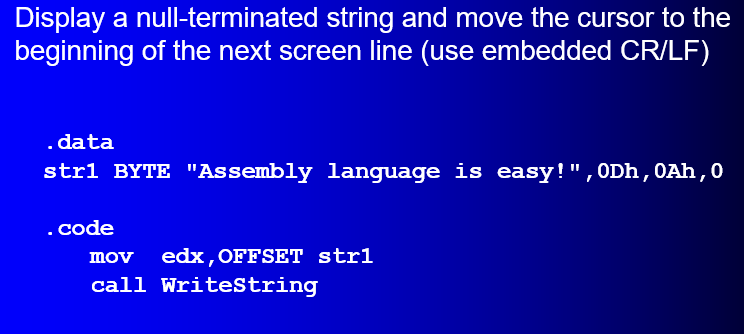 Display a null-terminated string and move the cursor to the
beginning of the next screen line (use embedded CR/LF)
.data
str1 BYTE "Assembly language is easy!",0Dh,0Ah,0
.code
mov edx,OFFSET str1
call WriteString